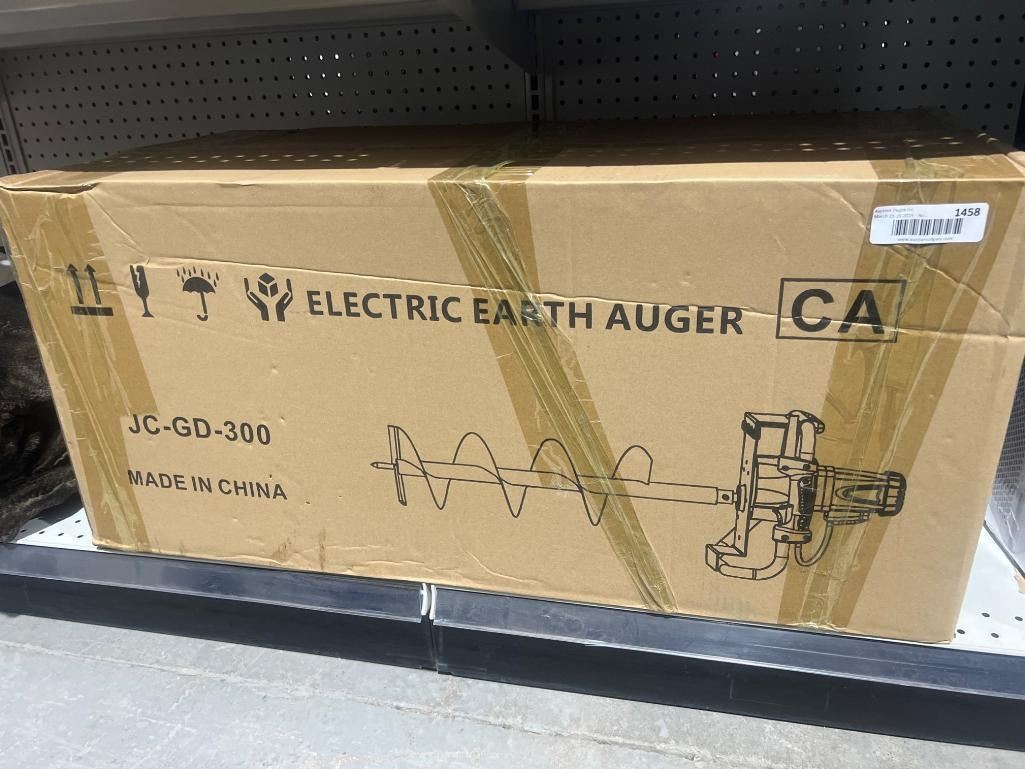 1458
ELECTRIC EARTH AUGER CA
JC-GD-300
MADE IN CHINA